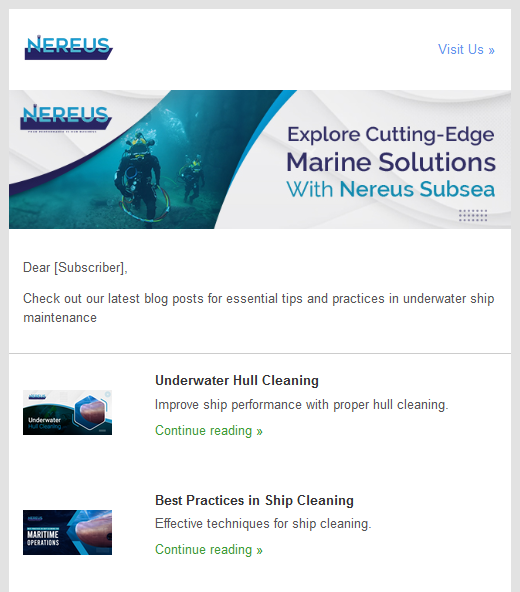 NEREUS
Visit Us »
NEREUS
Explore Cutting-Edge
Marine Solutions
With Nereus Subsea
Dear [Subscriber],
Check out our latest blog posts for essential tips and practices in underwater ship
maintenance
Underwater Hull Cleaning
Improve ship performance with proper hull cleaning.
Continue reading »
Underwater
Hull Cleaning
Best Practices in Ship Cleaning
Effective techniques for ship cleaning.
Continue reading »
NEREUS
MARITIME
OPERATIONS